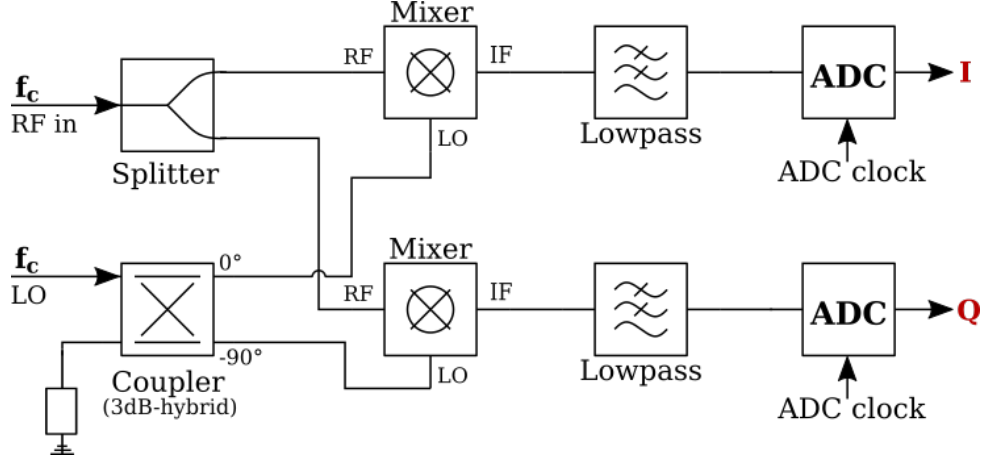 Mixer
RF
IF
f_c
RF in
Splitter
LO
Lowpass
ADC
I
ADC clock
Mixer
f_c
LO
0°
RF
IF
-90°
LO
Coupler
(3dB-hybrid)
Lowpass
ADC
Q
ADC clock